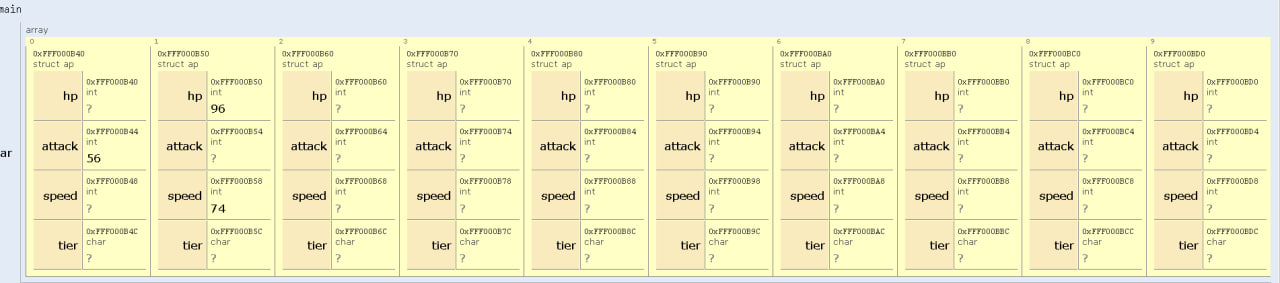 main
array
0 1 2 3 4 5 6 7 8 9
0xFFF000B40 0xFFF000B50 0xFFF000B60 0xFFF000B70 0xFFF000B80 0xFFF000B90 0xFFF000BA0 0xFFF000BB0 0xFFF000BC0 0xFFF000BD0
struct ap struct ap struct ap struct ap struct ap struct ap struct ap struct ap struct ap struct ap
0xFFF000B40 0xFFF000B50 0xFFF000B60 0xFFF000B70 0xFFF000B80 0xFFF000B90 0xFFF000BA0 0xFFF000BB0 0xFFF000BC0 0xFFF000BD0
int int int int int int int int int int
hp hp hp hp hp hp hp hp hp hp
? 96 ? ? ? ? ? ? ? ?
0xFFF000B44 0xFFF000B54 0xFFF000B64 0xFFF000B74 0xFFF000B84 0xFFF000B94 0xFFF000BA4 0xFFF000BB4 0xFFF000BC4 0xFFF000BD4
int int int int int int int int int int
ar attack attack attack attack attack attack attack attack attack attack
56 ? ? ? ? ? ? ? ? ?
0xFFF000B48 0xFFF000B58 0xFFF000B68 0xFFF000B78 0xFFF000B88 0xFFF000B98 0xFFF000BA8 0xFFF000BB8 0xFFF000BC8 0xFFF000BD8
int int int int int int int int int int
speed speed speed speed speed speed speed speed speed speed
? 74 ? ? ? ? ? ? ? ?
0xFFF000B4C 0xFFF000B5C 0xFFF000B6C 0xFFF000B7C 0xFFF000B8C 0xFFF000B9C 0xFFF000BAC 0xFFF000BBC 0xFFF000BCC 0xFFF000BDC
char char char char char char char char char char
tier tier tier tier tier tier tier tier tier tier
? ? ? ? ? ? ? ? ? ?